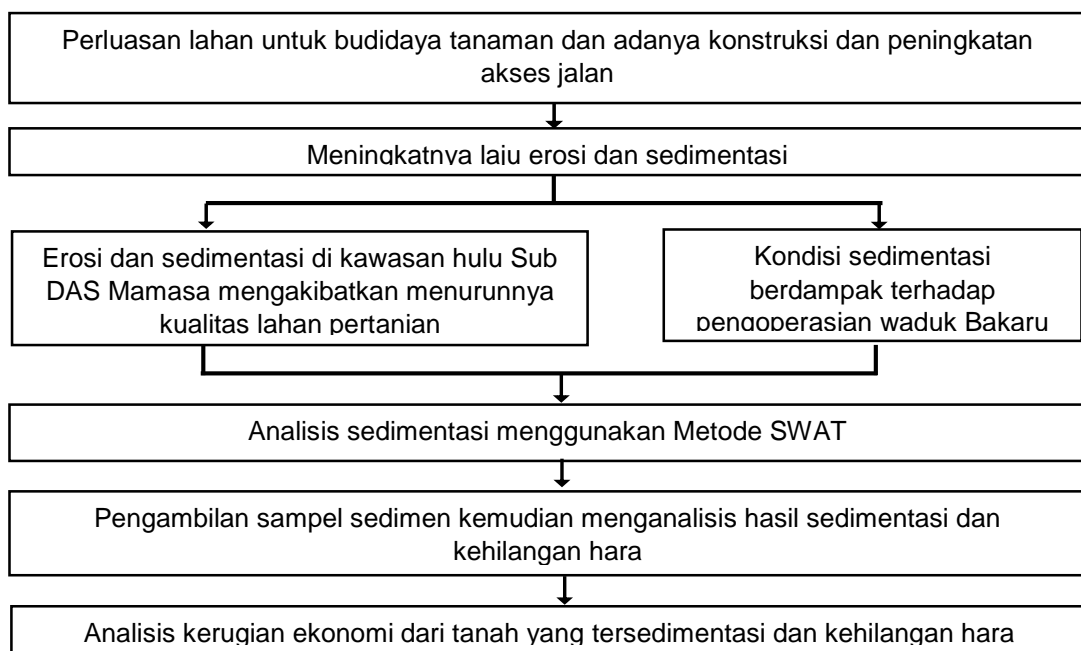 Perluasan lahan untuk budidaya tanaman dan adanya konstruksi dan peningkatan
akses jalan
Meningkatnya laju erosi dan sedimentasi
Erosi dan sedimentasi di kawasan hulu Sub
DAS Mamasa mengakibatkan menurunnya
kualitas lahan pertanian
Kondisi sedimentasi
berdampak terhadap
pengoperasian waduk Bakaru
Analisis sedimentasi menggunakan Metode SWAT
Pengambilan sampel sedimen kemudian menganalisis hasil sedimentasi dan
kehilangan hara
Analisis kerugian ekonomi dari tanah yang tersedimentasi dan kehilangan hara